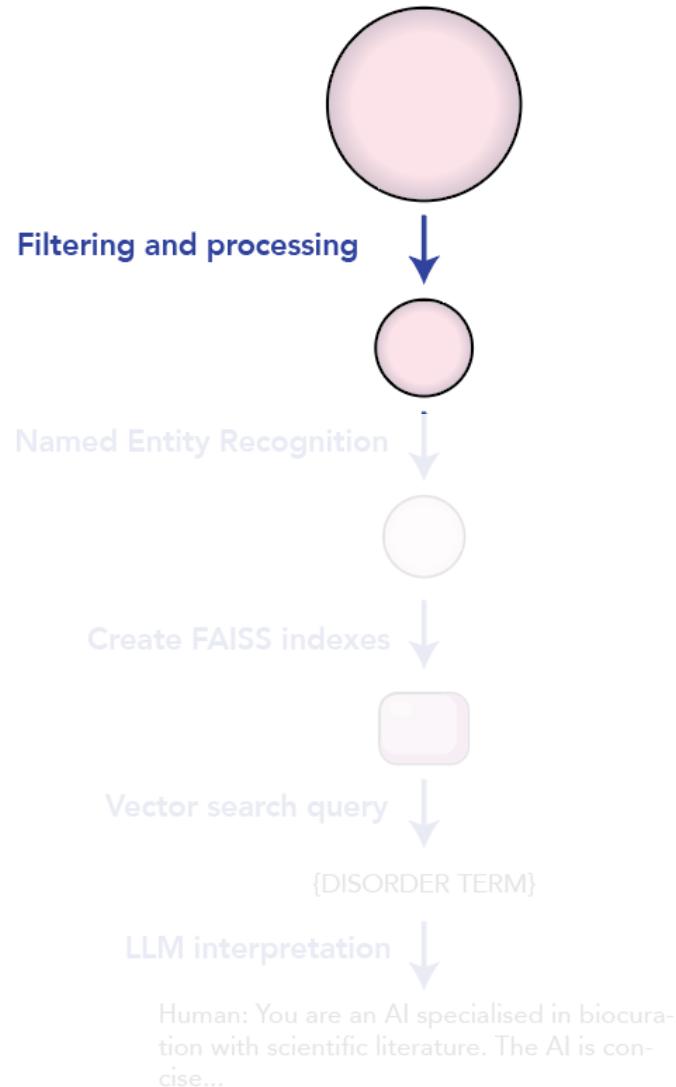 Filtering and processing
Named Entity Recognition
Create FAISS indexes
Vector search query
{DISORDER TERM}
LLM interpretation
Human: You are an AI specialised in biocura-
tion with scientific literature. The AI is con-
cise...